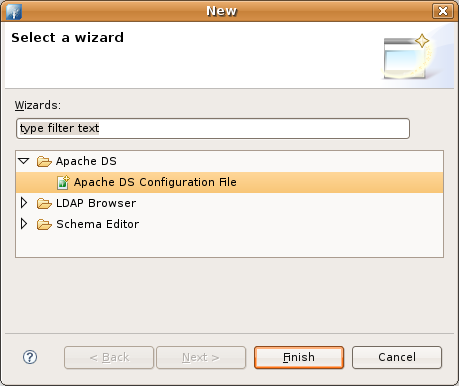 New
Select a wizard
Wizards:
type filter text
Apache DS
Apache DS Configuration File
LDAP Browser
Schema Editor
?
< Back
Next >
Finish
Cancel